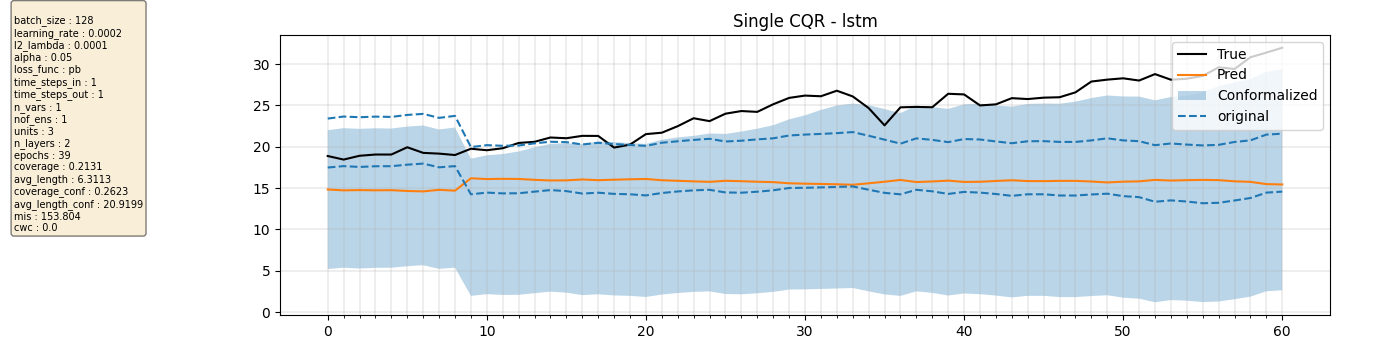 batch_size : 128
learning_rate : 0.0002
l2_lambda : 0.0001
alpha : 0.05
loss_func : pb
time_steps_in : 1
time_steps_out : 1
n_vars : 1
nof_ens : 1
units : 3
n_layers : 2
epochs : 39
coverage : 0.2131
avg_length : 6.3113
coverage_conf : 0.2623
avg_length_conf : 20.9199
mis : 153.804
cwc : 0.0
Single CQR - lstm
30
25
20
15
10
5
0
0 10 20 30 40 50 60
True
Pred
Conformalized
original